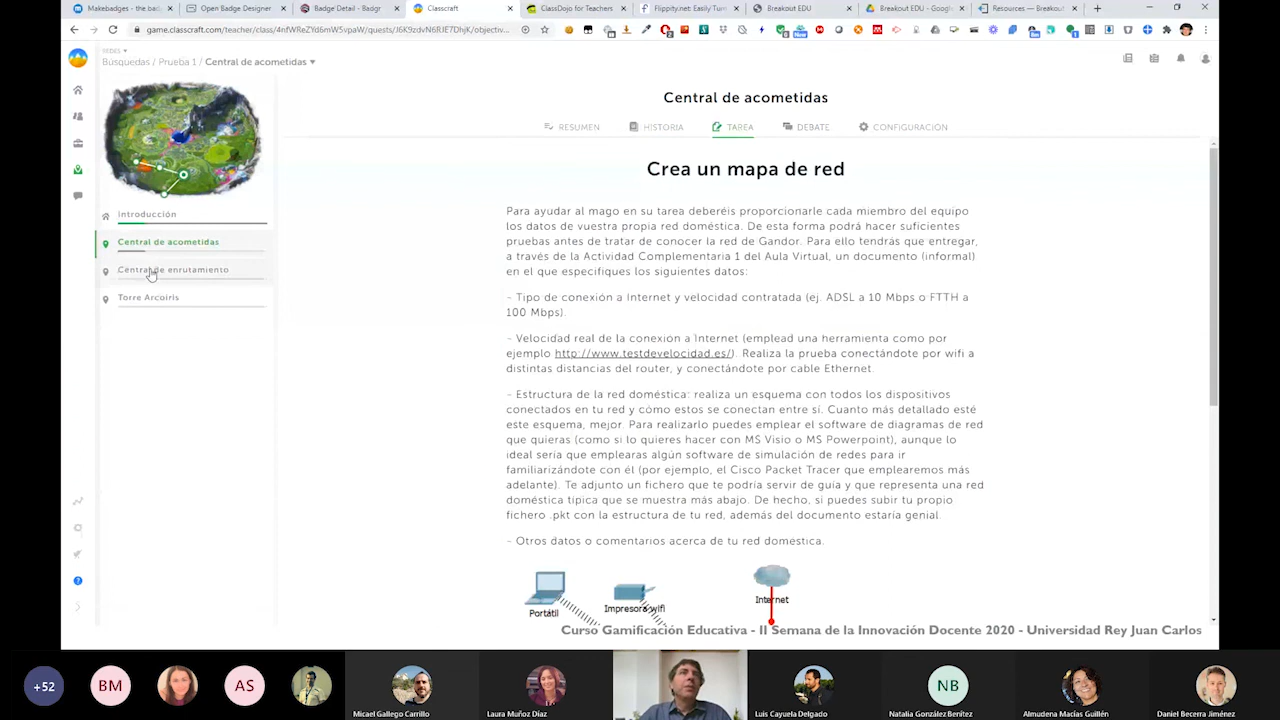 Makebadges - the.bad
Open Badge Designer
Badge Detail - Badgr
Classcraft
ClassDojo for Teachers
Flippity.net: Easily Turn
Breakout EDU
Breakout EDU - Google
Resources — Breakout
game.classcraft.com/teacher/class/4nfWReZYd6mW5vpaW/quests/J6K9zdvN6RJE7DhjK/objectiv...
REDES
Búsquedas / Prueba 1 / Central de acometidas
Central de acometidas
RESUMEN
HISTORIA
TAREA
DEBATE
CONFIGURACIÓN
Introducción
Central de acometidas
Central de enrutamiento
Torre Arcoiris
Crea un mapa de red
Para ayudar al mago en su tarea deberéis proporcionarle cada miembro del equipo
los datos de vuestra propia red doméstica. De esta forma podrá hacer suficientes
pruebas antes de tratar de conocer la red de Gandor. Para ello tendrás que entregar,
a través de la Actividad Complementaria 1 del Aula Virtual, un documento (informal)
en el que especifiques los siguientes datos:
- Tipo de conexión a Internet y velocidad contratada (ej. ADSL a 10 Mbps o FTTH a
100 Mbps).
- Velocidad real de la conexión a Internet (emplead una herramienta como por
ejemplo http://www.testdevelocidad.es/). Realiza la prueba conectándote por wifi a
distintas distancias del router, y conectándote por cable Ethernet.
- Estructura de la red doméstica: realiza un esquema con todos los dispositivos
conectados en tu red y cómo estos se conectan entre sí. Cuanto más detallado esté
este esquema, mejor. Para realizarlo puedes emplear el software de diagramas de red
que quieras (como si lo quieres hacer con MS Visio o MS Powerpoint), aunque lo
ideal sería que emplearas algún software de simulación de redes para ir
familiarizándote con él (por ejemplo, el Cisco Packet Tracer que emplearemos más
adelante). Te adjunto un fichero que te podría servir de guía y que representa una red
doméstica típica que se muestra más abajo. De hecho, si puedes subir tu propio
fichero .pkt con la estructura de tu red, además del documento estaría genial.
- Otros datos o comentarios acerca de tu red domestica.
Portátil
Impresora wifi
Internet
Curso Gamificación Educativa - II Semana de la Innovación Docente 2020 - Universidad Rey Juan Carlos
+52
BM
AS
NB
Micael Gallego Carrillo
Laura Muñoz Díaz
Luis Cayuela Delgado
Natalia González Benítez
Almudena Macías Guillén
Daniel Becerra Jiménez